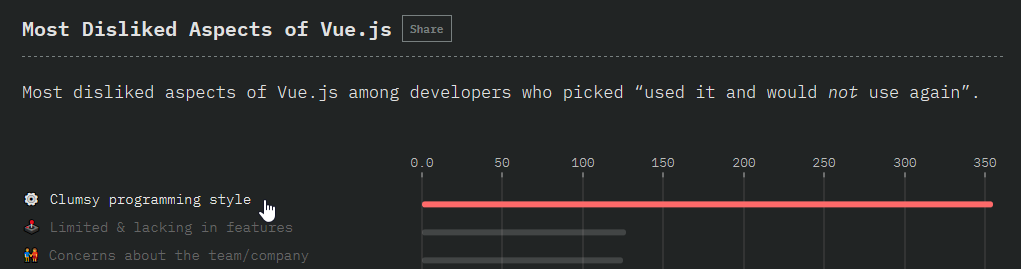 Most Disliked Aspects of Vue.js Share
Most disliked aspects of Vue.js among developers who picked “used it and would not use again”.
0.0 50 100 150 200 250 300 350
Clumsy programming style
Limited & lacking in features
Concerns about the team/company